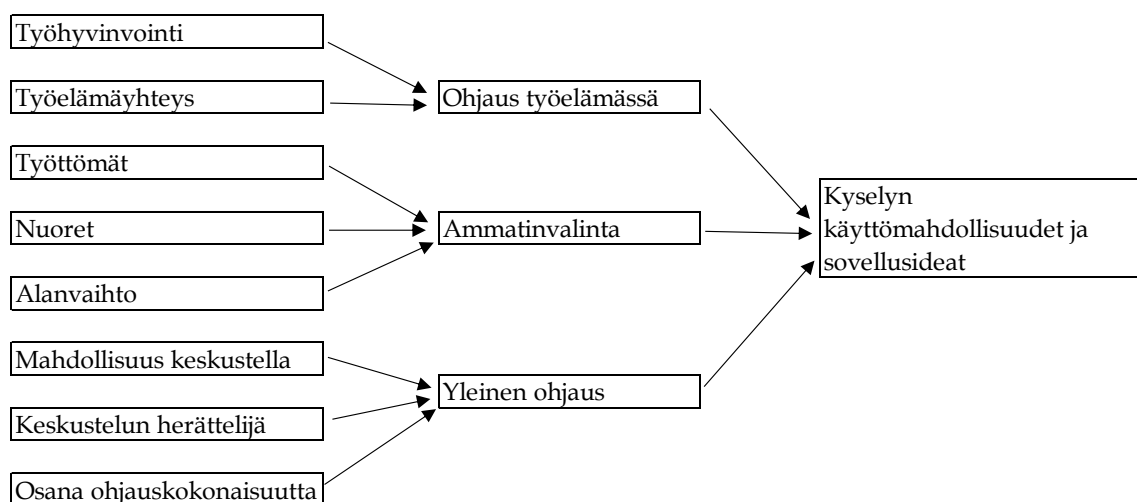 Työhyvinvointi
Työelämäyhteys
Työttömät
Nuoret
Alanvaihto
Mahdollisuus keskustella
Keskustelun herättelijä
Osana ohjauskokonaisuutta
Ohjaus työelämässä
Ammatinvalinta
Yleinen ohjaus
Kyselyn
käyttömahdollisuudet ja
sovellusideat